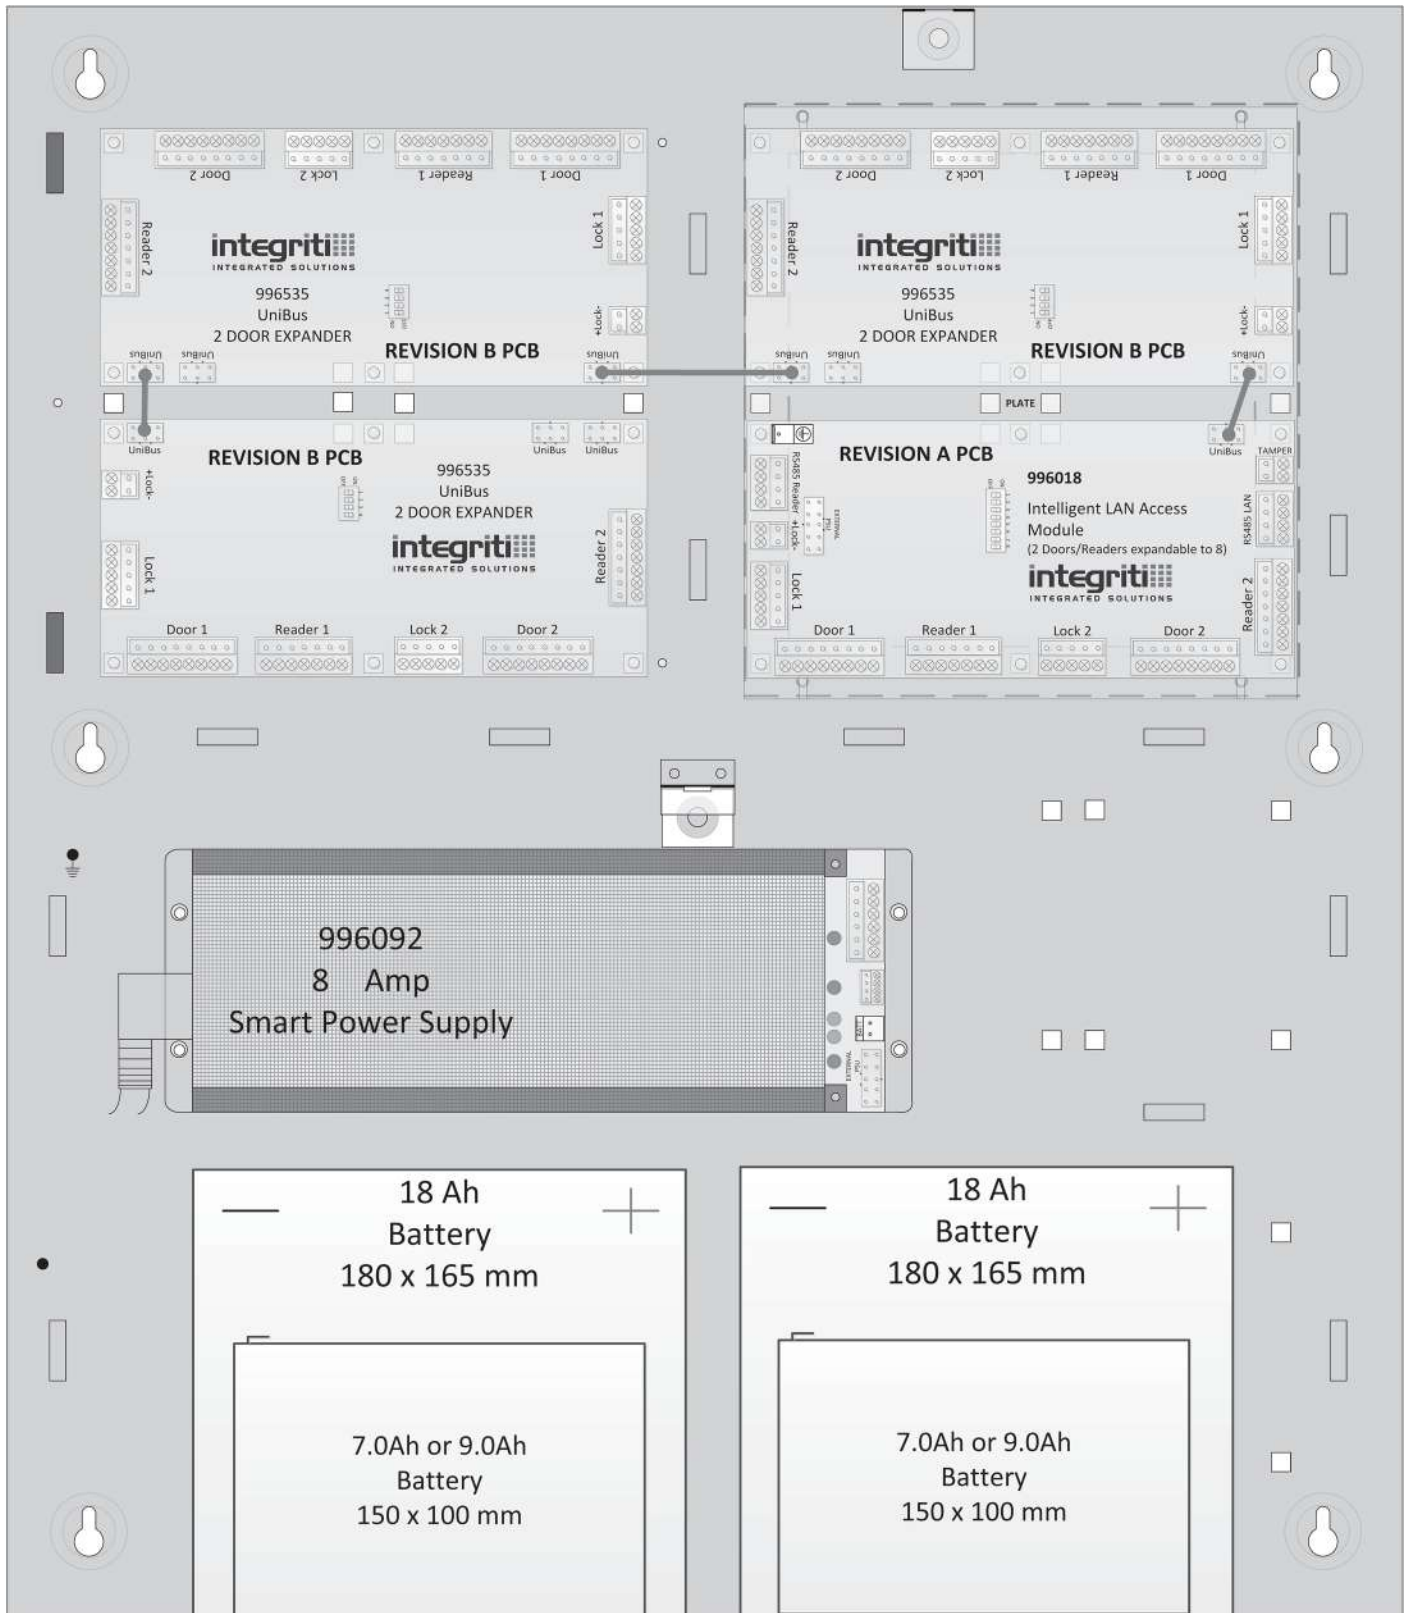 Door 2
Lock 2
Reader 1
Door 1
Reader 2
Lock 1
integriti
INTEGRATED SOLUTIONS
996535
UniBus
2 DOOR EXPANDER
+Lock-
REVISION B PCB
UniBus
UniBus
UniBus
Door 2
Lock 2
Reader 1
Door 1
Reader 2
Lock 1
integriti
INTEGRATED SOLUTIONS
996535
UniBus
2 DOOR EXPANDER
+Lock-
REVISION B PCB
UniBus
UniBus
UniBus
PLATE
UniBus
UniBus
UniBus
REVISION B PCB
+Lock-
996535
UniBus
2 DOOR EXPANDER
integriti
INTEGRATED SOLUTIONS
Lock 1
Reader 2
Door 1
Reader 1
Lock 2
Door 2
REVISION A PCB
UniBus
TAMPER
RS485 Reader
+Lock-
EXTERNAL
PSU
996018
Intelligent LAN Access
Module
(2 Doors/Readers expandable to 8)
integriti
INTEGRATED SOLUTIONS
RS485 LAN
Lock 1
Reader 2
Door 1
Reader 1
Lock 2
Door 2
996092
8 Amp
Smart Power Supply
BATT
EXTERNAL
PSU
18 Ah
Battery
180 x 165 mm
7.0Ah or 9.0Ah
Battery
150 x 100 mm
18 Ah
Battery
180 x 165 mm
7.0Ah or 9.0Ah
Battery
150 x 100 mm